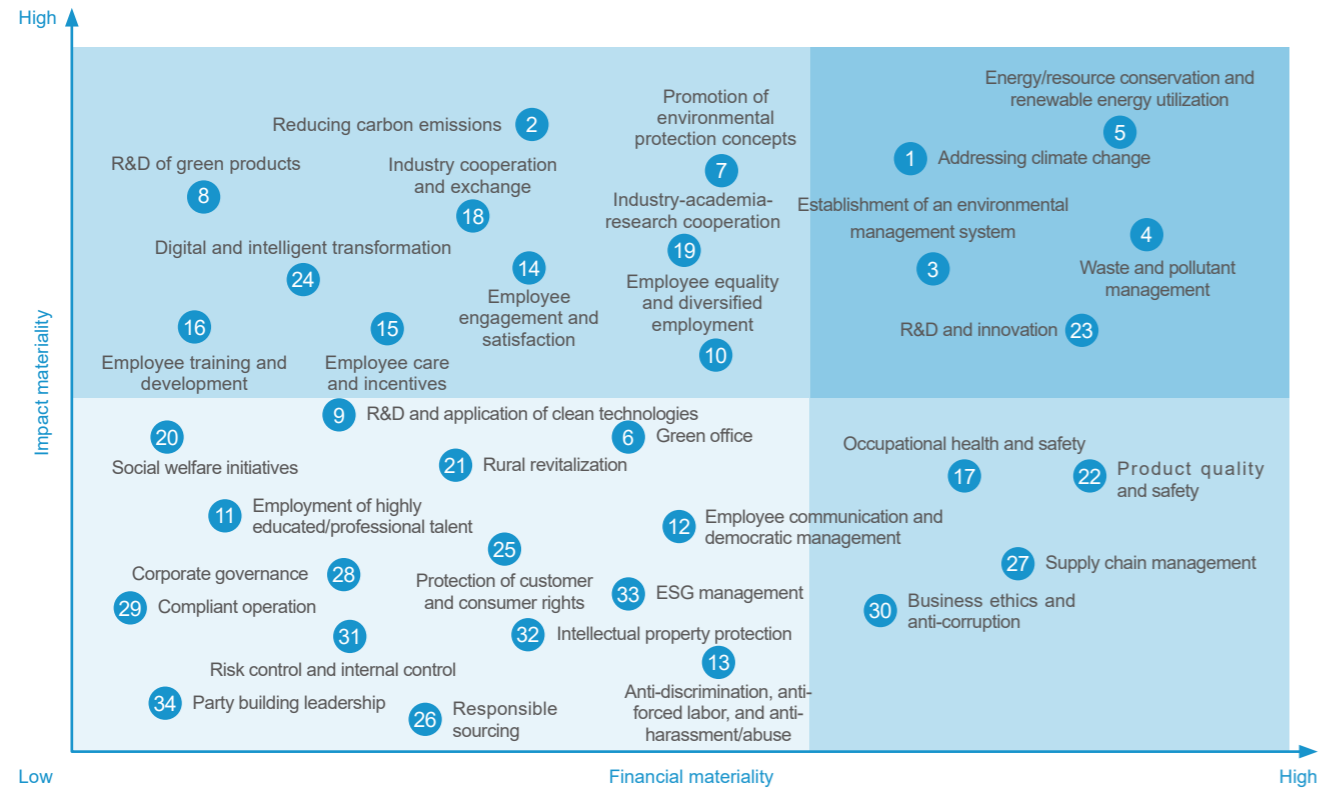 High
Energy/resource conservation and
renewable energy utilization
5
Promotion of
environmental
protection concepts
7
Reducing carbon emissions
2
1
Addressing climate change
R&D of green products
8
Industry cooperation
and exchange
18
Industry-academia-
research cooperation
19
Establishment of an environmental
management system
3
4
Waste and pollutant
management
Digital and intelligent transformation
24
14
Employee
engagement and
satisfaction
Employee equality
and diversified
employment
10
R&D and innovation
23
16
Employee training and
development
15
Employee care
and incentives
Impact materiality
9
R&D and application of clean technologies
20
Social welfare initiatives
6
Green office
21
Rural revitalization
Occupational health and safety
17
22
Product quality
and safety
11
Employment of highly
educated/professional talent
12
Employee communication and
democratic management
25
Protection of customer
and consumer rights
27
Supply chain management
Corporate governance
28
29
Compliant operation
33
ESG management
30
Business ethics and
anti-corruption
31
Risk control and internal control
32
Intellectual property protection
13
Anti-discrimination, anti-
forced labor, and anti-
harassment/abuse
34
Party building leadership
26
Responsible
sourcing
Low
Financial materiality
High